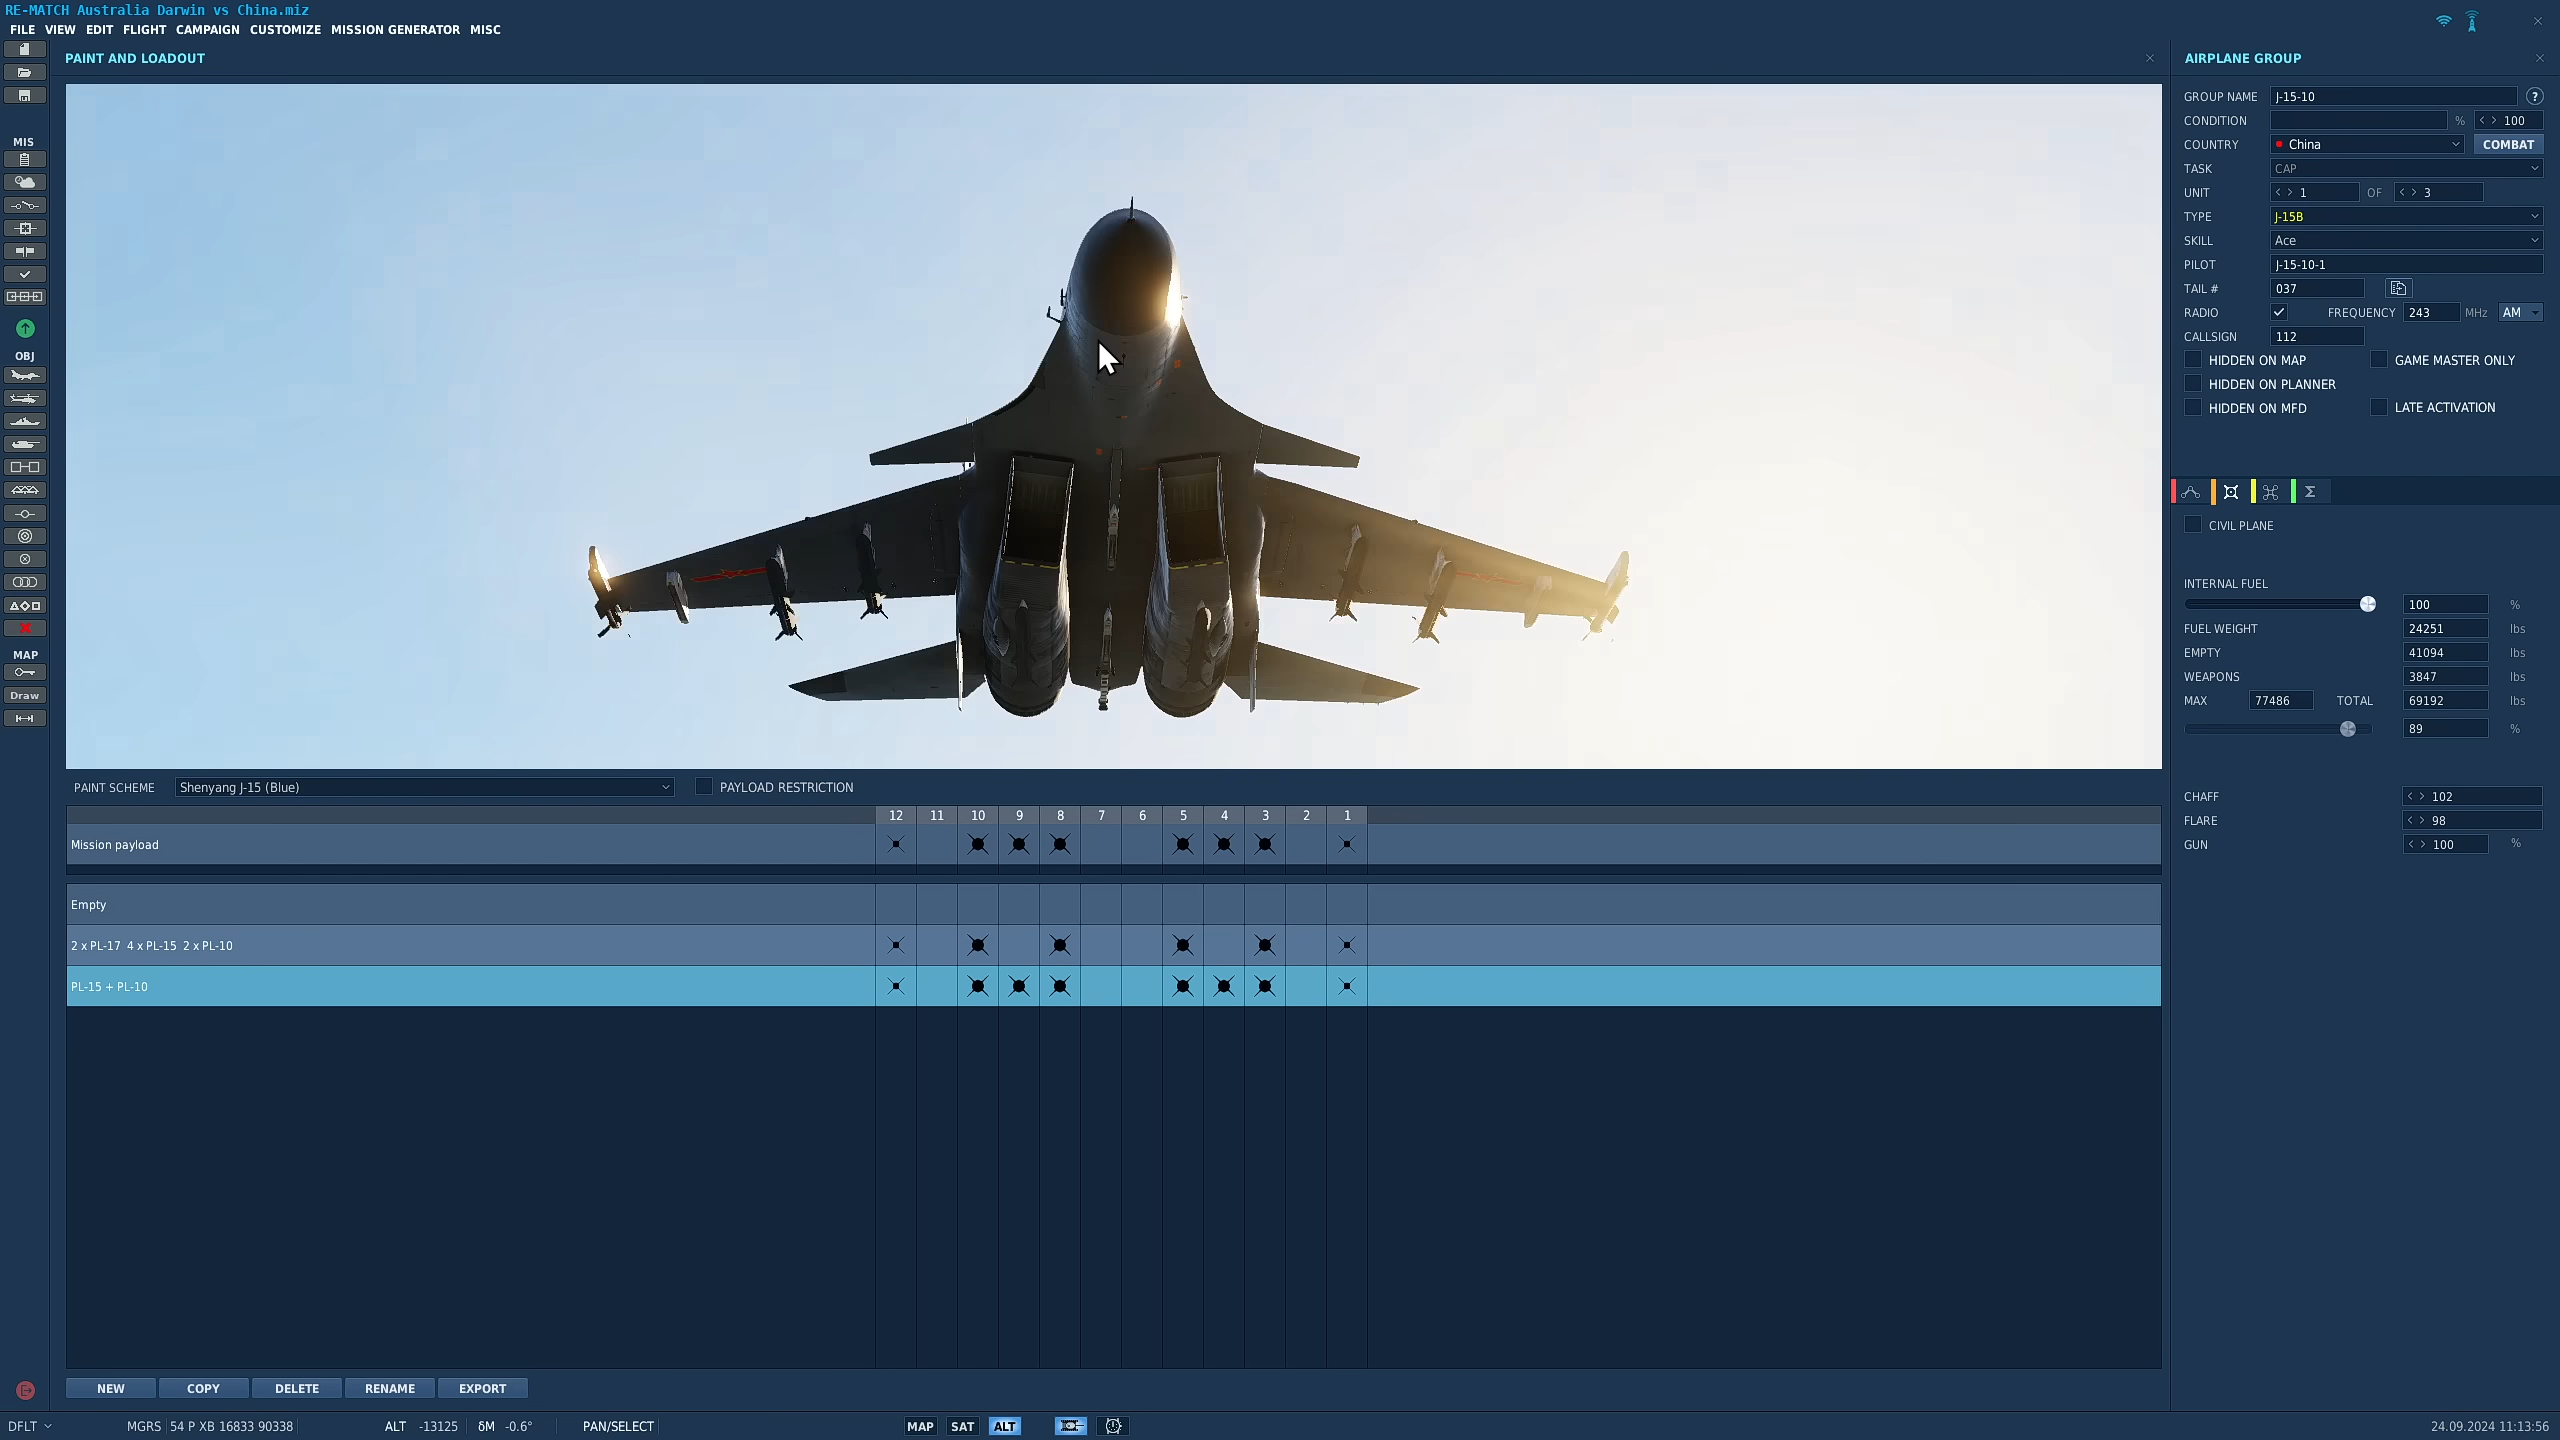 RE-MATCH Australia Darwin vs China.miz
FILE VIEW EDIT FLIGHT CAMPAIGN CUSTOMIZE MISSION GENERATOR MISC
PAINT AND LOADOUT
AIRPLANE GROUP
GROUP NAME J-15-10 ?
CONDITION % < > 100
COUNTRY China COMBAT
TASK CAP
UNIT < > 1 OF < > 3
TYPE J-15B
SKILL Ace
PILOT J-15-10-1
TAIL # 037
RADIO FREQUENCY 243 MHz AM
CALLSIGN 112
HIDDEN ON MAP GAME MASTER ONLY
HIDDEN ON PLANNER
HIDDEN ON MFD LATE ACTIVATION
Σ
CIVIL PLANE
INTERNAL FUEL
100 %
FUEL WEIGHT 24251 lbs
EMPTY 41094 lbs
WEAPONS 3847 lbs
MAX 77486 TOTAL 69192 lbs
89 %
CHAFF < > 102
FLARE < > 98
GUN < > 100 %
MIS
OBJ
MAP
Draw
PAINT SCHEME Shenyang J-15 (Blue) PAYLOAD RESTRICTION
12 11 10 9 8 7 6 5 4 3 2 1
Mission payload
Empty
2 x PL-17 4 x PL-15 2 x PL-10
PL-15 + PL-10
NEW COPY DELETE RENAME EXPORT
DFLT MGRS 54 P XB 16833 90338 ALT -13125 δM -0.6° PAN/SELECT MAP SAT ALT 24.09.2024 11:13:56